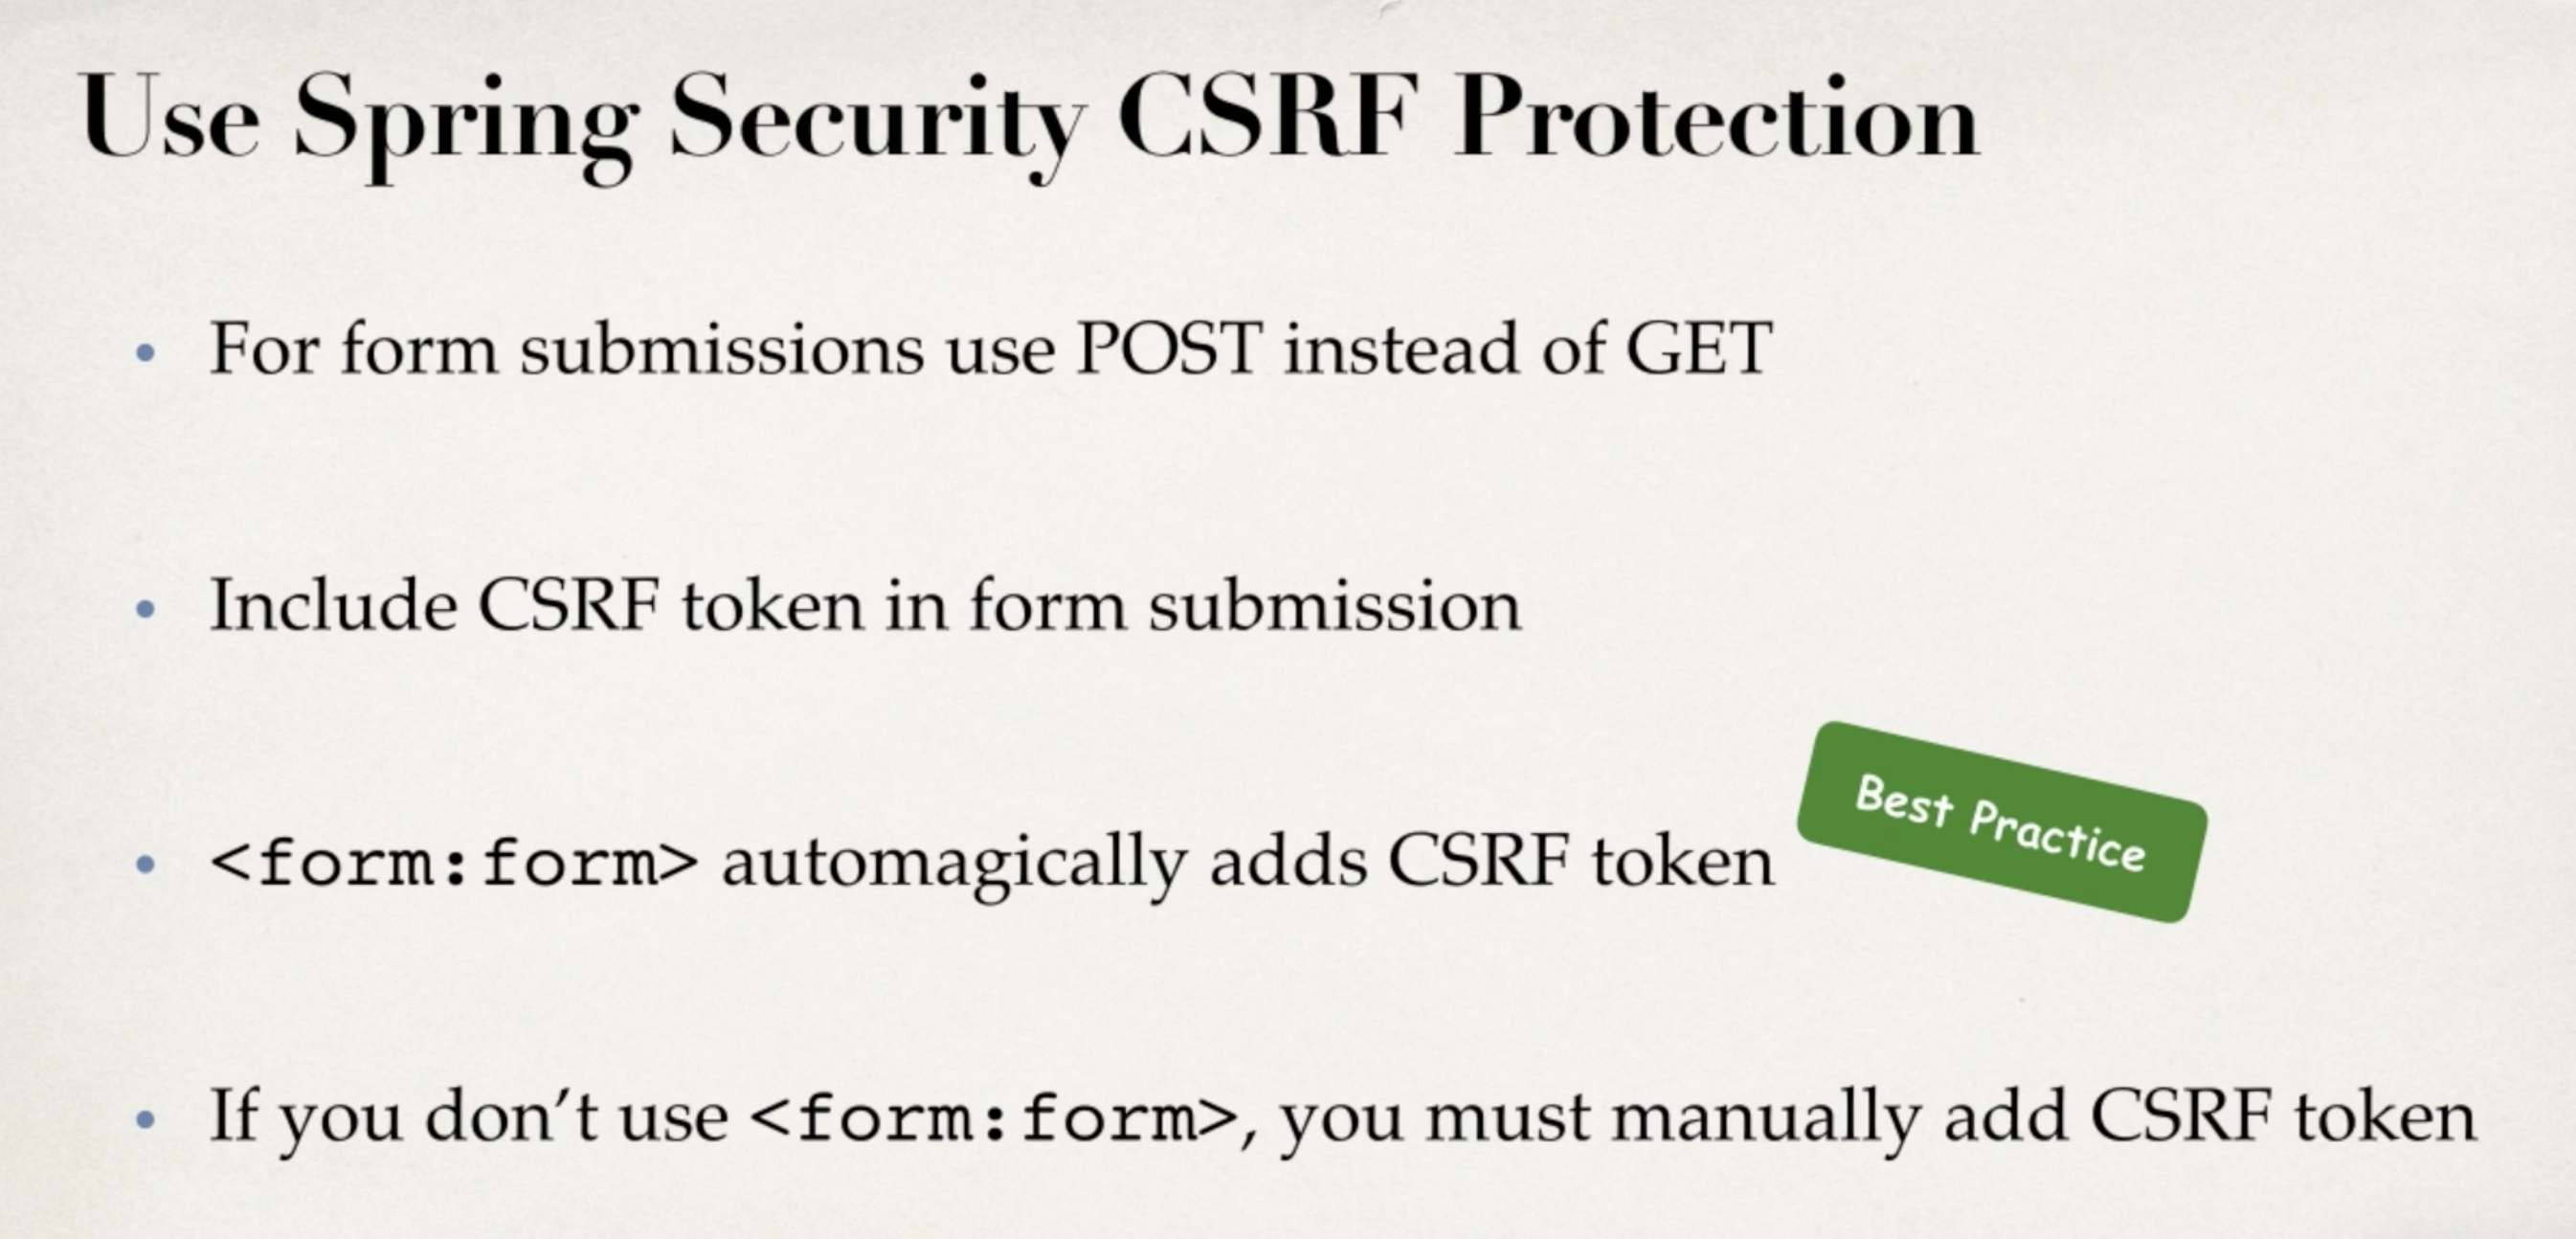 Use Spring Security CSRF Protection
• For form submissions use POST instead of GET
• Include CSRF token in form submission
• <form:form> automagically adds CSRF token
Best Practice
• If you don’t use <form:form>, you must manually add CSRF token